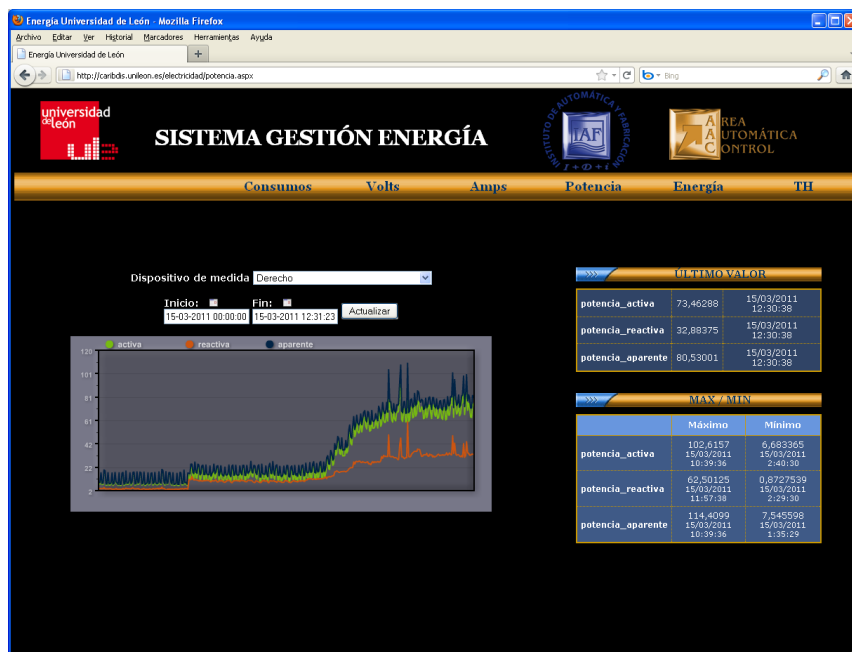 Energía Universidad de León - Mozilla Firefox
Archivo Editar Ver Historial Marcadores Herramientas Ayuda
Energía Universidad de León
http://caribdis.unileon.es/electricidad/potencia.aspx
Bing
universidad
de león
SISTEMA GESTIÓN ENERGÍA
INSTITUTO DE AUTOMÁTICA Y FABRICACIÓN
IAF
I + D + i
AREA
AUTOMÁTICA
CONTROL
Consumos Volts Amps Potencia Energía TH
Dispositivo de medida Derecho
Inicio: Fin:
15-03-2011 00:00:00 15-03-2011 12:31:23 Actualizar
activa reactiva aparente
120
101
81
61
42
22
2
ÚLTIMO VALOR
potencia_activa 73,46288 15/03/2011 12:30:38
potencia_reactiva 32,88375 15/03/2011 12:30:38
potencia_aparente 80,53001 15/03/2011 12:30:38
MAX / MIN
Máximo Mínimo
potencia_activa 102,6157 15/03/2011 10:39:36 6,683365 15/03/2011 2:40:30
potencia_reactiva 62,50125 15/03/2011 11:57:38 0,8727539 15/03/2011 2:29:30
potencia_aparente 114,4099 15/03/2011 10:39:36 7,545598 15/03/2011 1:35:29